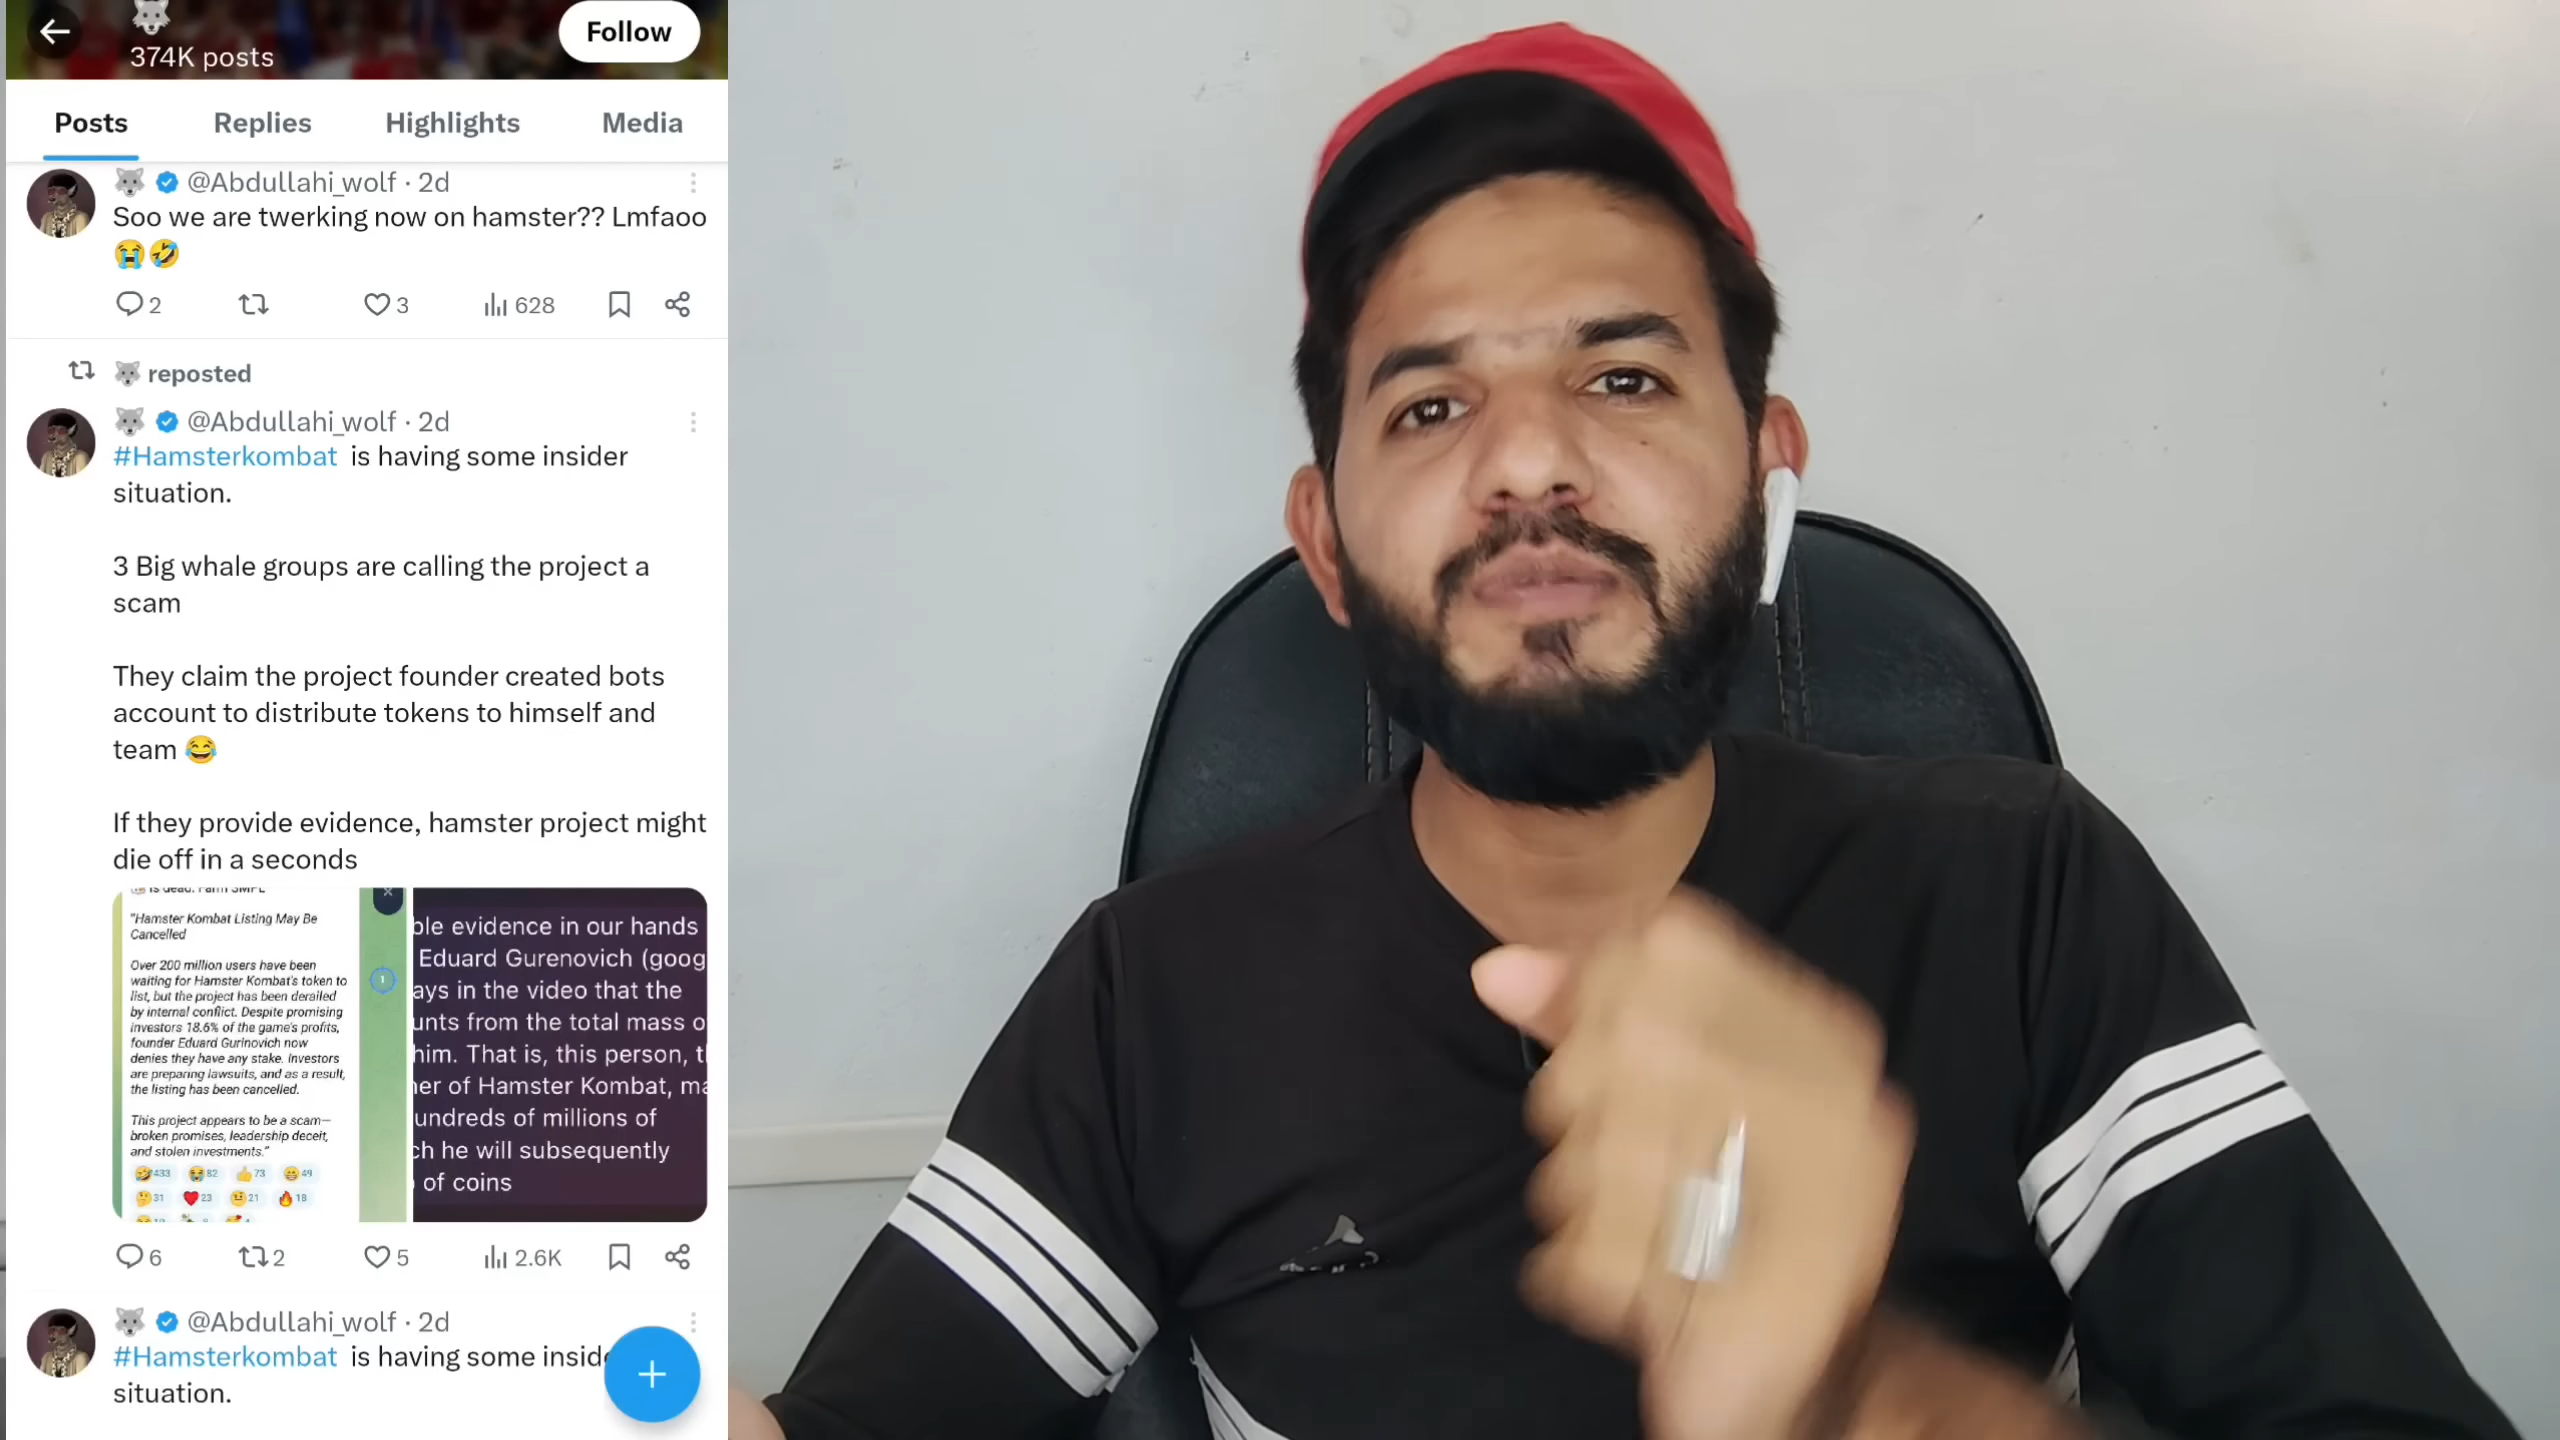 374K posts
Follow
Posts
Replies
Highlights
Media
@Abdullahi_wolf · 2d
Soo we are twerking now on hamster?? Lmfaoo
😭🤣
2
3
628
reposted
@Abdullahi_wolf · 2d
#Hamsterkombat is having some insider
situation.
3 Big whale groups are calling the project a
scam
They claim the project founder created bots
account to distribute tokens to himself and
team 😂
If they provide evidence, hamster project might
die off in a seconds
"Hamster Kombat Listing May Be
Cancelled
Over 200 million users have been
waiting for Hamster Kombat's token to
list, but the project has been derailed
by internal conflict. Despite promising
investors 18.6% of the game's profits,
founder Eduard Gurinovich now
denies they have any stake. Investors
are preparing lawsuits, and as a result,
the listing has been cancelled.
This project appears to be a scam—
broken promises, leadership deceit,
and stolen investments."
433 82 73 49
31 23 21 18
evidence in our hands
Eduard Gurenovich (goog
in the video that the
from the total mass
him. That is, this person,
of Hamster Kombat,
of millions of
he will subsequently
of coins
6
2
5
2.6K
@Abdullahi_wolf · 2d
#Hamsterkombat is having some
situation.